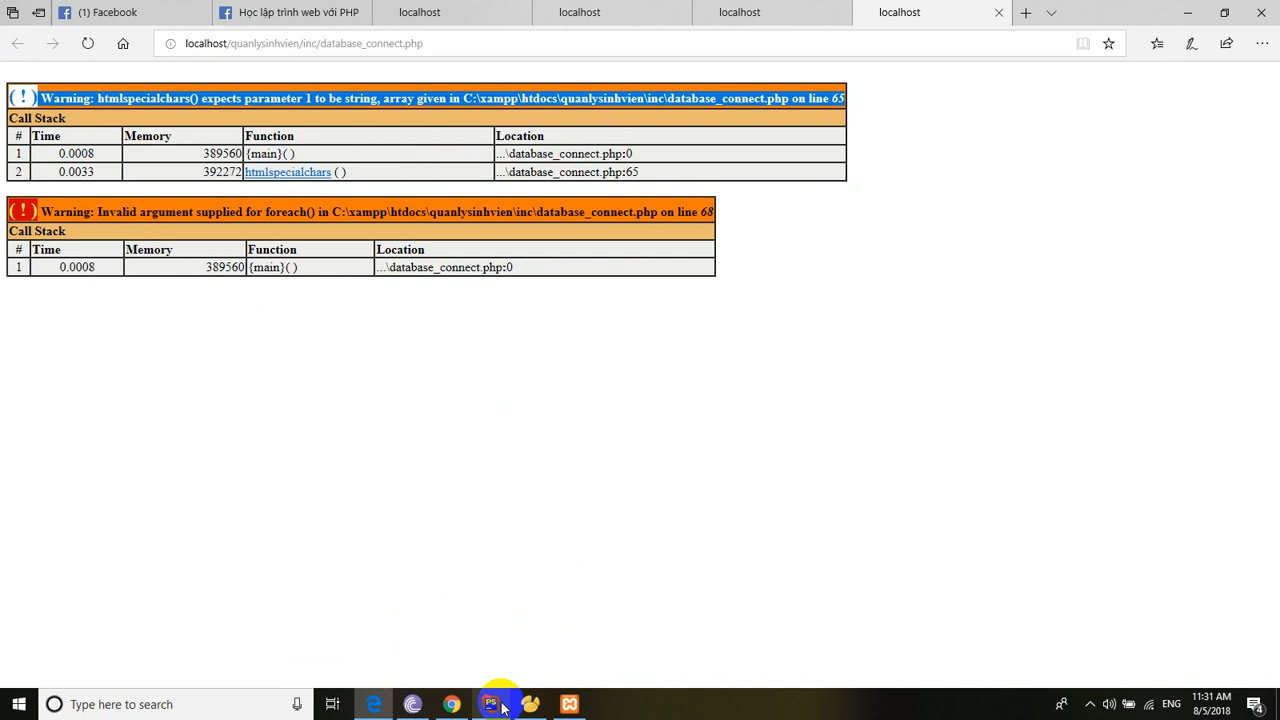 (1) Facebook
Học lập trình web với PHP
localhost
localhost
localhost
localhost
localhost/quanlysinhvien/inc/database_connect.php
( ! ) Warning: htmlspecialchars() expects parameter 1 to be string, array given in C:\xampp\htdocs\quanlysinhvien\inc\database_connect.php on line 65
Call Stack
# Time Memory Function Location
1 0.0008 389560 {main}( ) ...\database_connect.php:0
2 0.0033 392272 htmlspecialchars ( ) ...\database_connect.php:65
( ! ) Warning: Invalid argument supplied for foreach() in C:\xampp\htdocs\quanlysinhvien\inc\database_connect.php on line 68
Call Stack
# Time Memory Function Location
1 0.0008 389560 {main}( ) ...\database_connect.php:0
Type here to search
PS
ENG
11:31 AM
8/5/2018
4